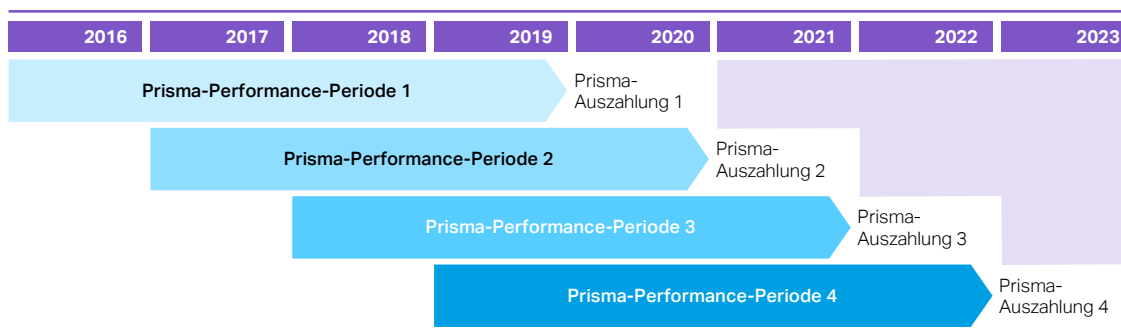 2016 2017 2018 2019 2020 2021 2022 2023
Prisma-Performance-Periode 1
Prisma-
Auszahlung 1
Prisma-Performance-Periode 2
Prisma-
Auszahlung 2
Prisma-Performance-Periode 3
Prisma-
Auszahlung 3
Prisma-Performance-Periode 4
Prisma-
Auszahlung 4